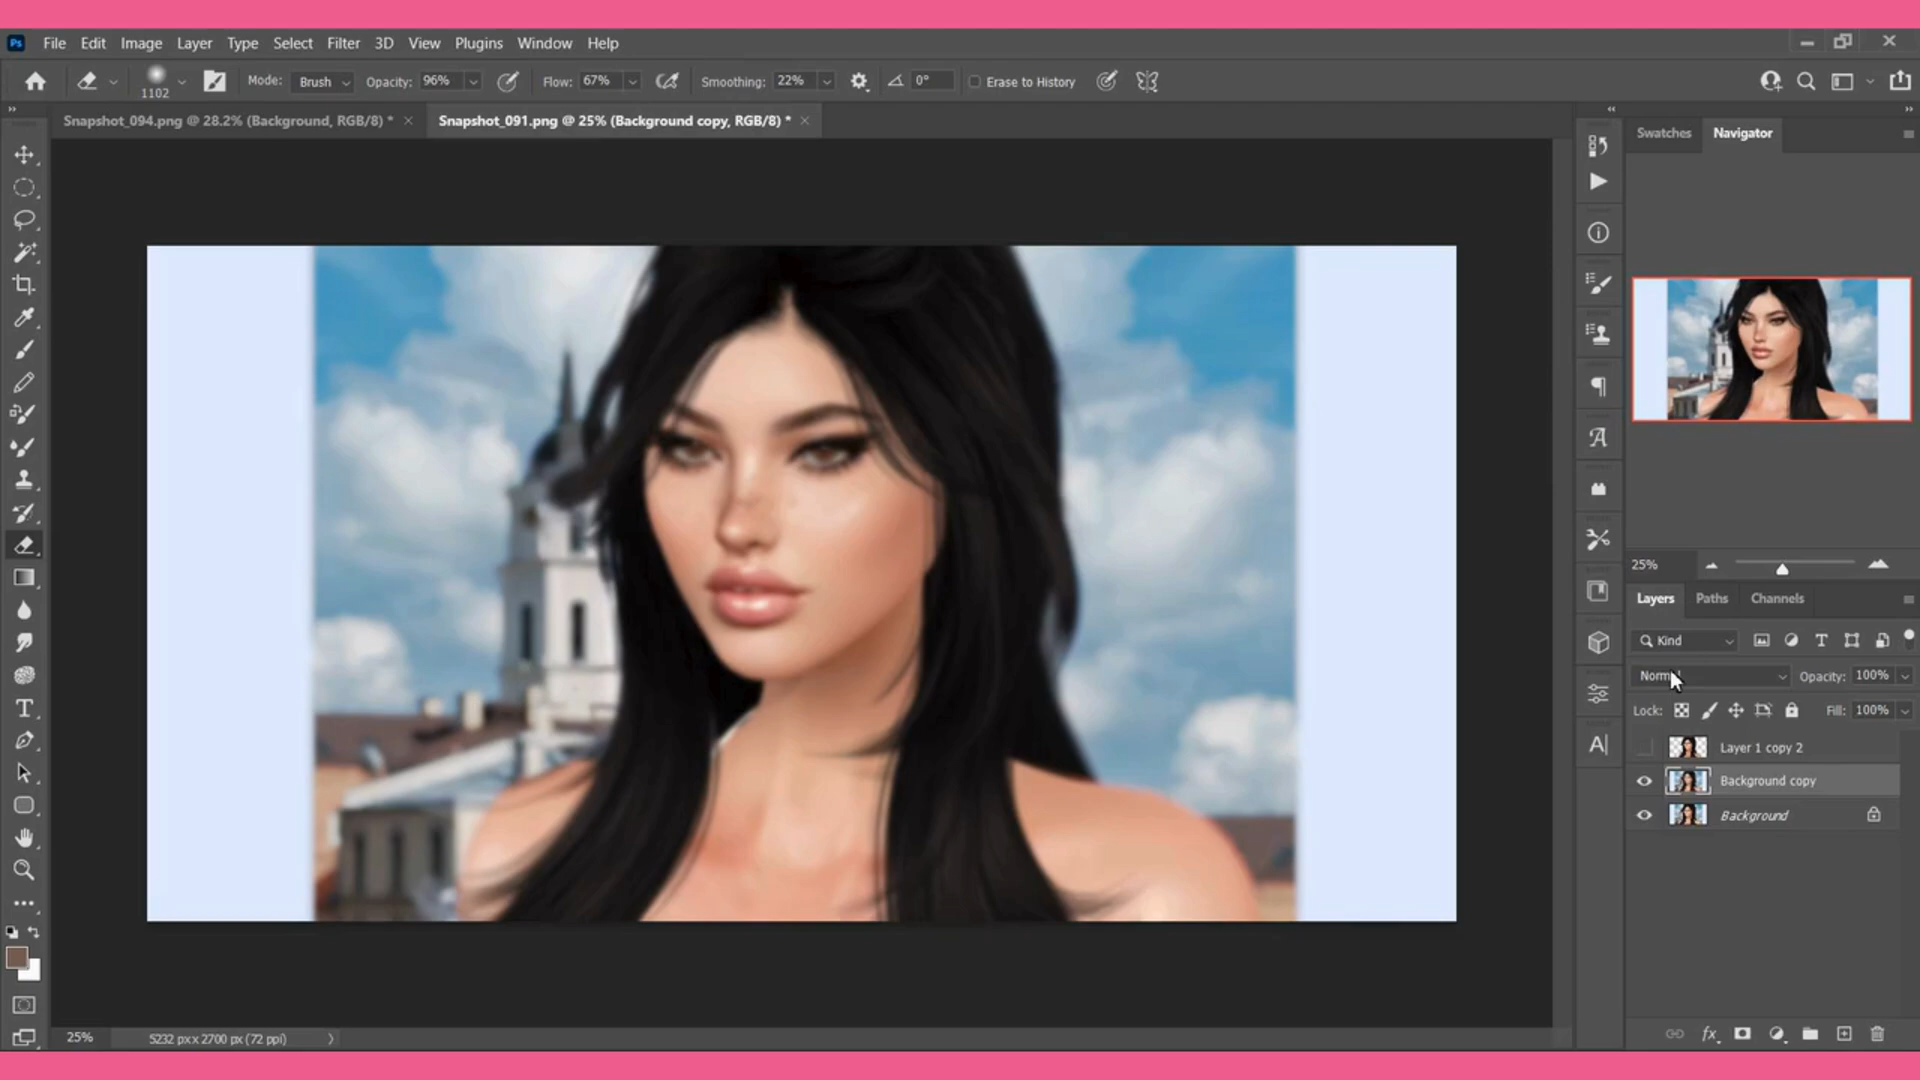 Ps File Edit Image Layer Type Select Filter 3D View Plugins Window Help
1102 Mode: Brush Opacity: 96% Flow: 67% Smoothing: 22% 0° Erase to History
Snapshot_094.png @ 28.2% (Background, RGB/8) * Snapshot_091.png @ 25% (Background copy, RGB/8) *
Swatches Navigator
25%
Layers Paths Channels
Kind
Normal Opacity: 100%
Lock: Fill: 100%
Layer 1 copy 2
Background copy
Background
25% 5232 px x 2700 px (72 ppi)